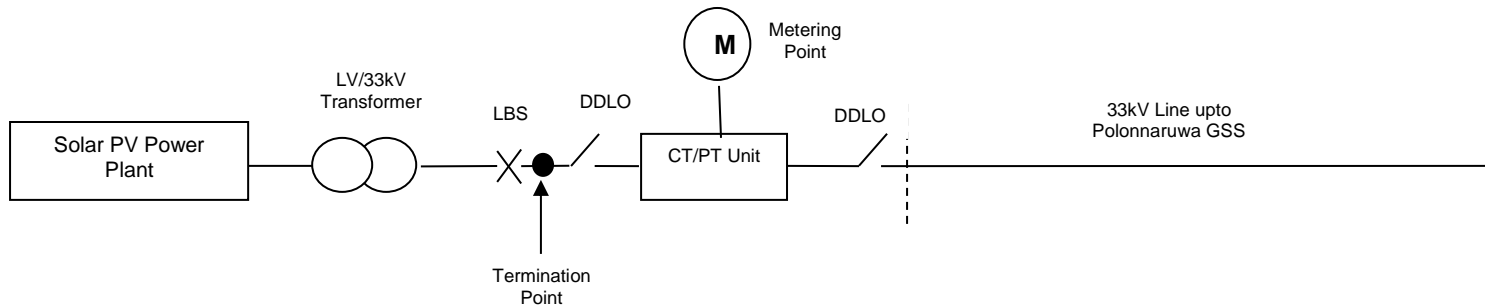 Metering
Point
M
LV/33kV
Transformer
LBS
DDLO
DDLO
33kV Line upto
Polonnaruwa GSS
Solar PV Power
Plant
CT/PT Unit
Termination
Point